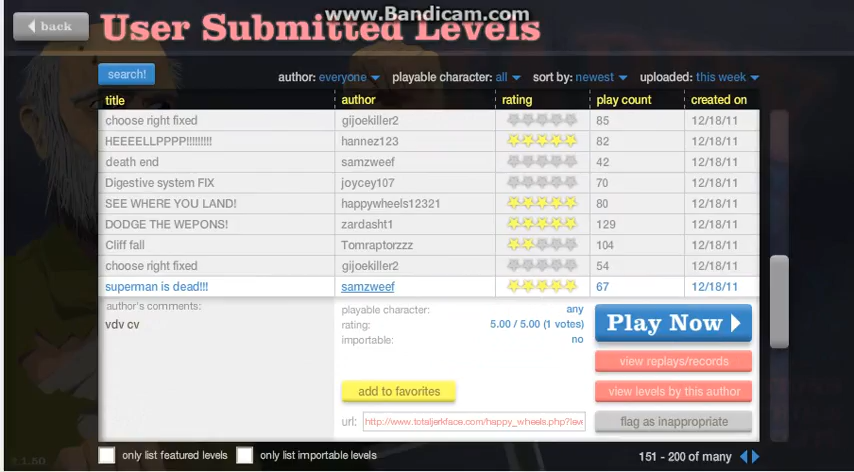 www.Bandicam.com
back
User Submitted Levels
search!
author: everyone playable character: all sort by: newest uploaded: this week
title author rating play count created on
choose right fixed gijoekiller2 85 12/18/11
HEEEELLPPPP!!!!!!!!! hannez123 82 12/18/11
death end samzweef 42 12/18/11
Digestive system FIX joycey107 70 12/18/11
SEE WHERE YOU LAND! happywheels12321 80 12/18/11
DODGE THE WEPONS! zardasht1 129 12/18/11
Cliff fall Tomraptorzzz 104 12/18/11
choose right fixed gijoekiller2 54 12/18/11
superman is dead!!! samzweef 67 12/18/11
author's comments:
vdv cv
playable character: any
rating: 5.00 / 5.00 (1 votes)
importable: no
Play Now
view replays/records
add to favorites
view levels by this author
url: http://www.totaljerkface.com/happy_wheels.php?leve
flag as inappropriate
only list featured levels only list importable levels
151 - 200 of many
1.50